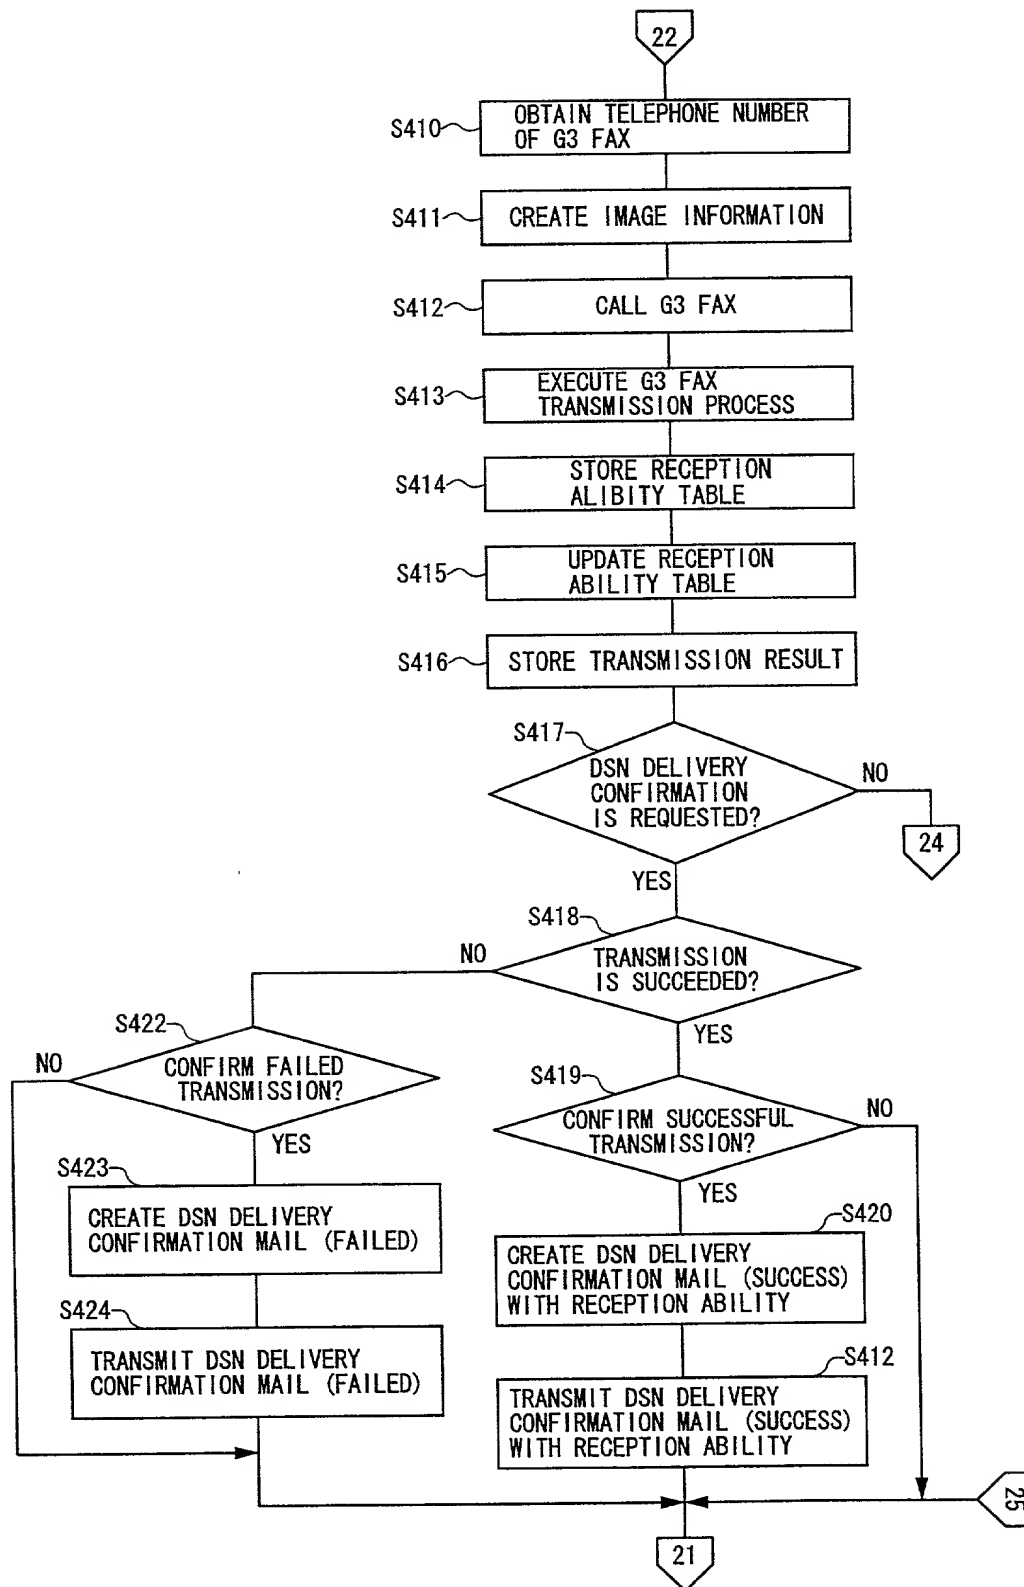 22
S410
OBTAIN TELEPHONE NUMBER
OF G3 FAX
S411
CREATE IMAGE INFORMATION
S412
CALL G3 FAX
S413
EXECUTE G3 FAX
TRANSMISSION PROCESS
S414
STORE RECEPTION
ALIBITY TABLE
S415
UPDATE RECEPTION
ABILITY TABLE
S416
STORE TRANSMISSION RESULT
S417
DSN DELIVERY
CONFIRMATION
IS REQUESTED?
NO
24
YES
S418
TRANSMISSION
IS SUCCEEDED?
NO
YES
S422
CONFIRM FAILED
TRANSMISSION?
NO
YES
S419
CONFIRM SUCCESSFUL
TRANSMISSION?
NO
YES
S423
CREATE DSN DELIVERY
CONFIRMATION MAIL (FAILED)
S420
CREATE DSN DELIVERY
CONFIRMATION MAIL (SUCCESS)
WITH RECEPTION ABILITY
S424
TRANSMIT DSN DELIVERY
CONFIRMATION MAIL (FAILED)
S412
TRANSMIT DSN DELIVERY
CONFIRMATION MAIL (SUCCESS)
WITH RECEPTION ABILITY
25
21